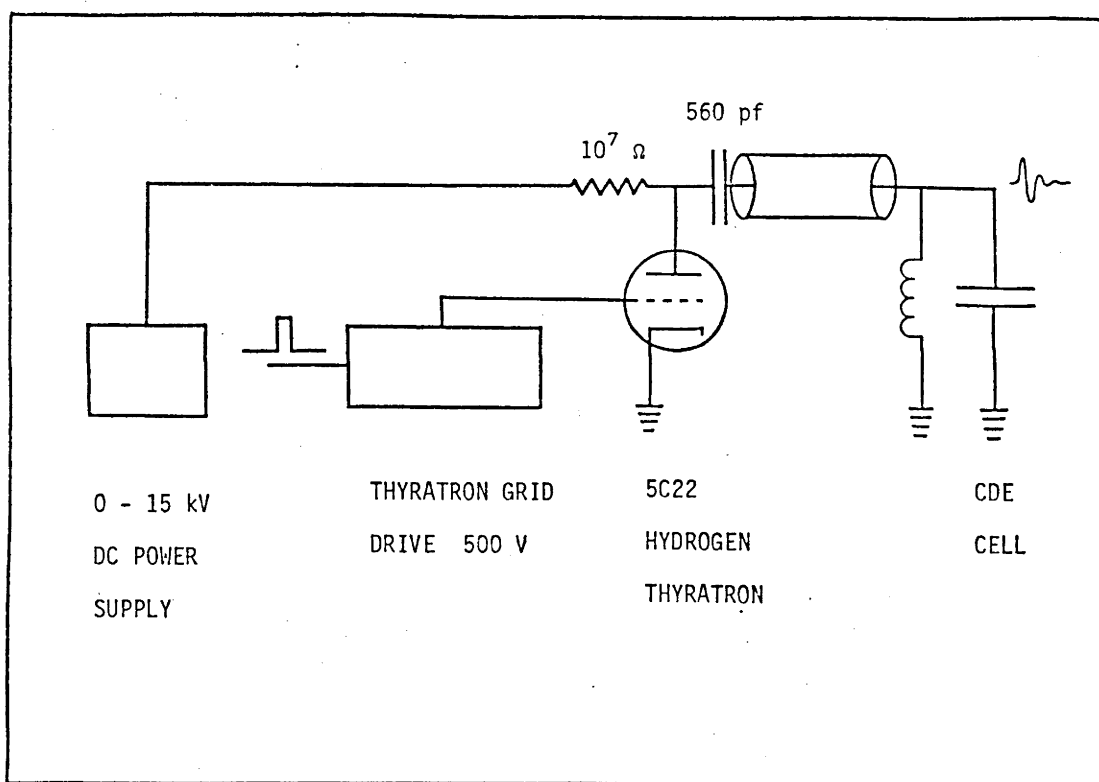 560 pf
10⁷ Ω
0 - 15 kV
DC POWER
SUPPLY
THYRATRON GRID
DRIVE 500 V
5C22
HYDROGEN
THYRATRON
CDE
CELL